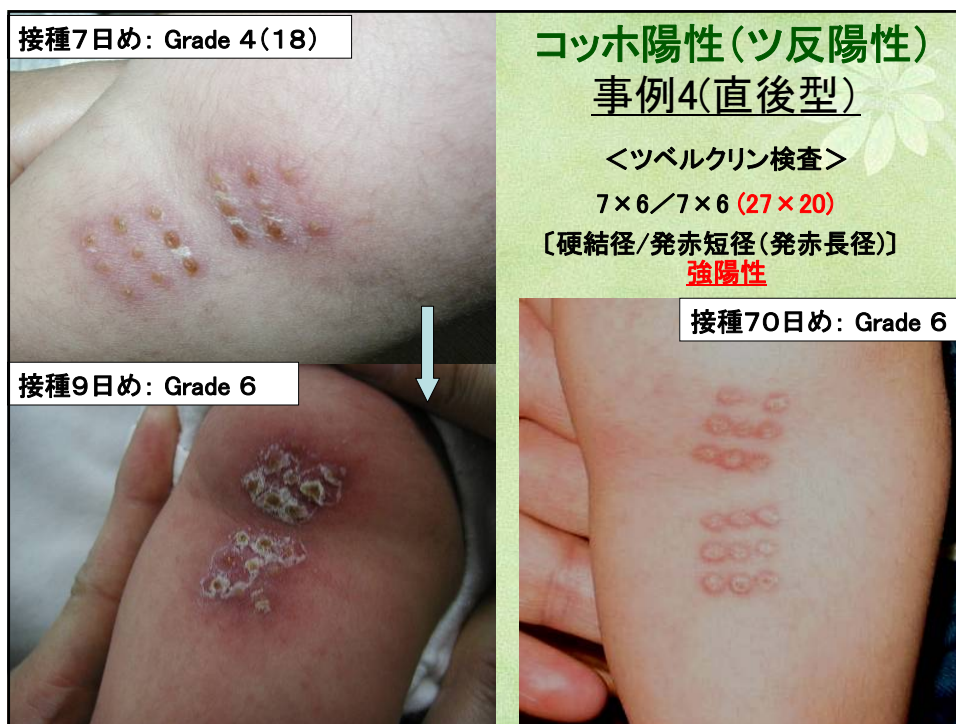 接種7日め： Grade 4（18）
コッホ陽性（ツ反陽性）
事例4(直後型）
＜ツベルクリン検査＞
7×6／7×6 (27×20)
〔硬結径/発赤短径（発赤長径)〕
強陽性
接種70日め： Grade 6
接種9日め： Grade 6